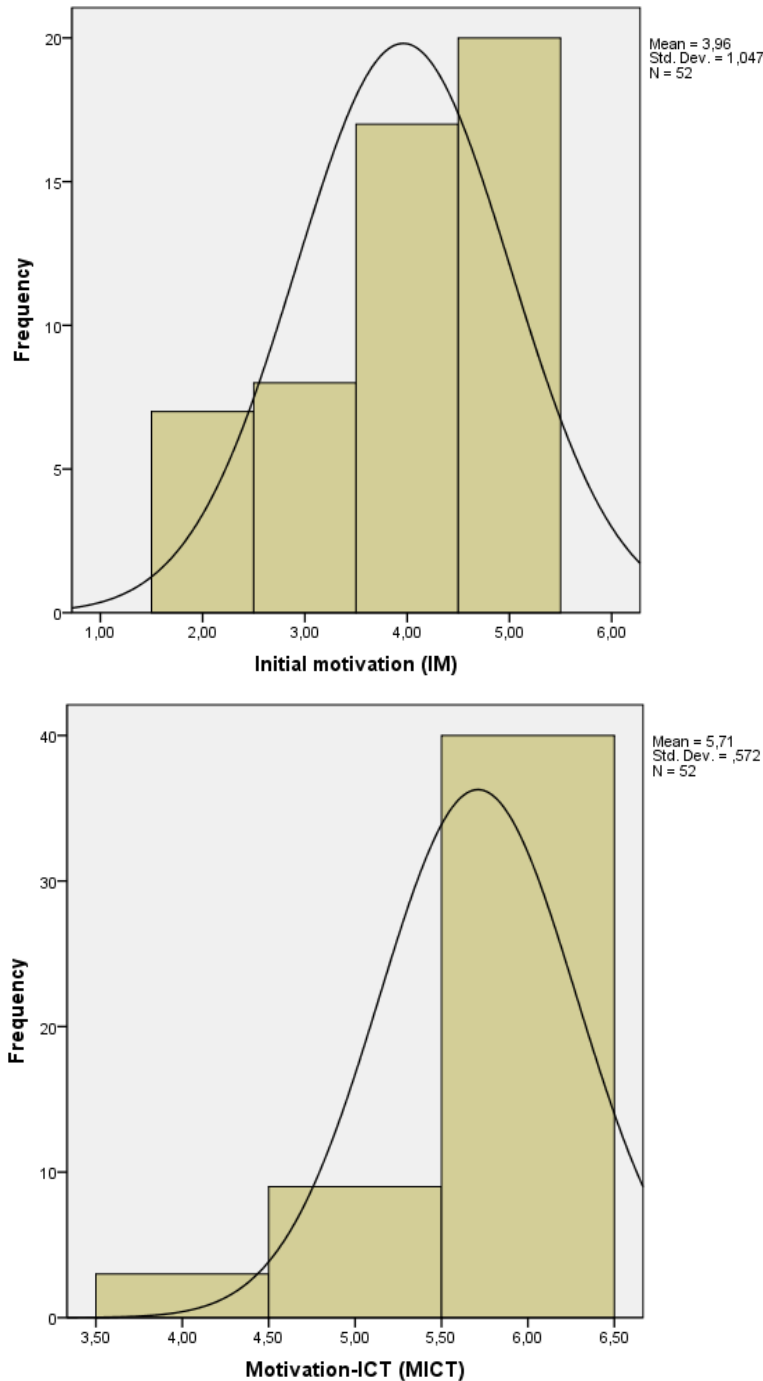 20
15
10
5
0
Frequency
1,00 2,00 3,00 4,00 5,00 6,00
Initial motivation (IM)
Mean = 3,96
Std. Dev. = 1,047
N = 52
40
30
20
10
0
Frequency
3,50 4,00 4,50 5,00 5,50 6,00 6,50
Motivation-ICT (MICT)
Mean = 5,71
Std. Dev. = ,572
N = 52